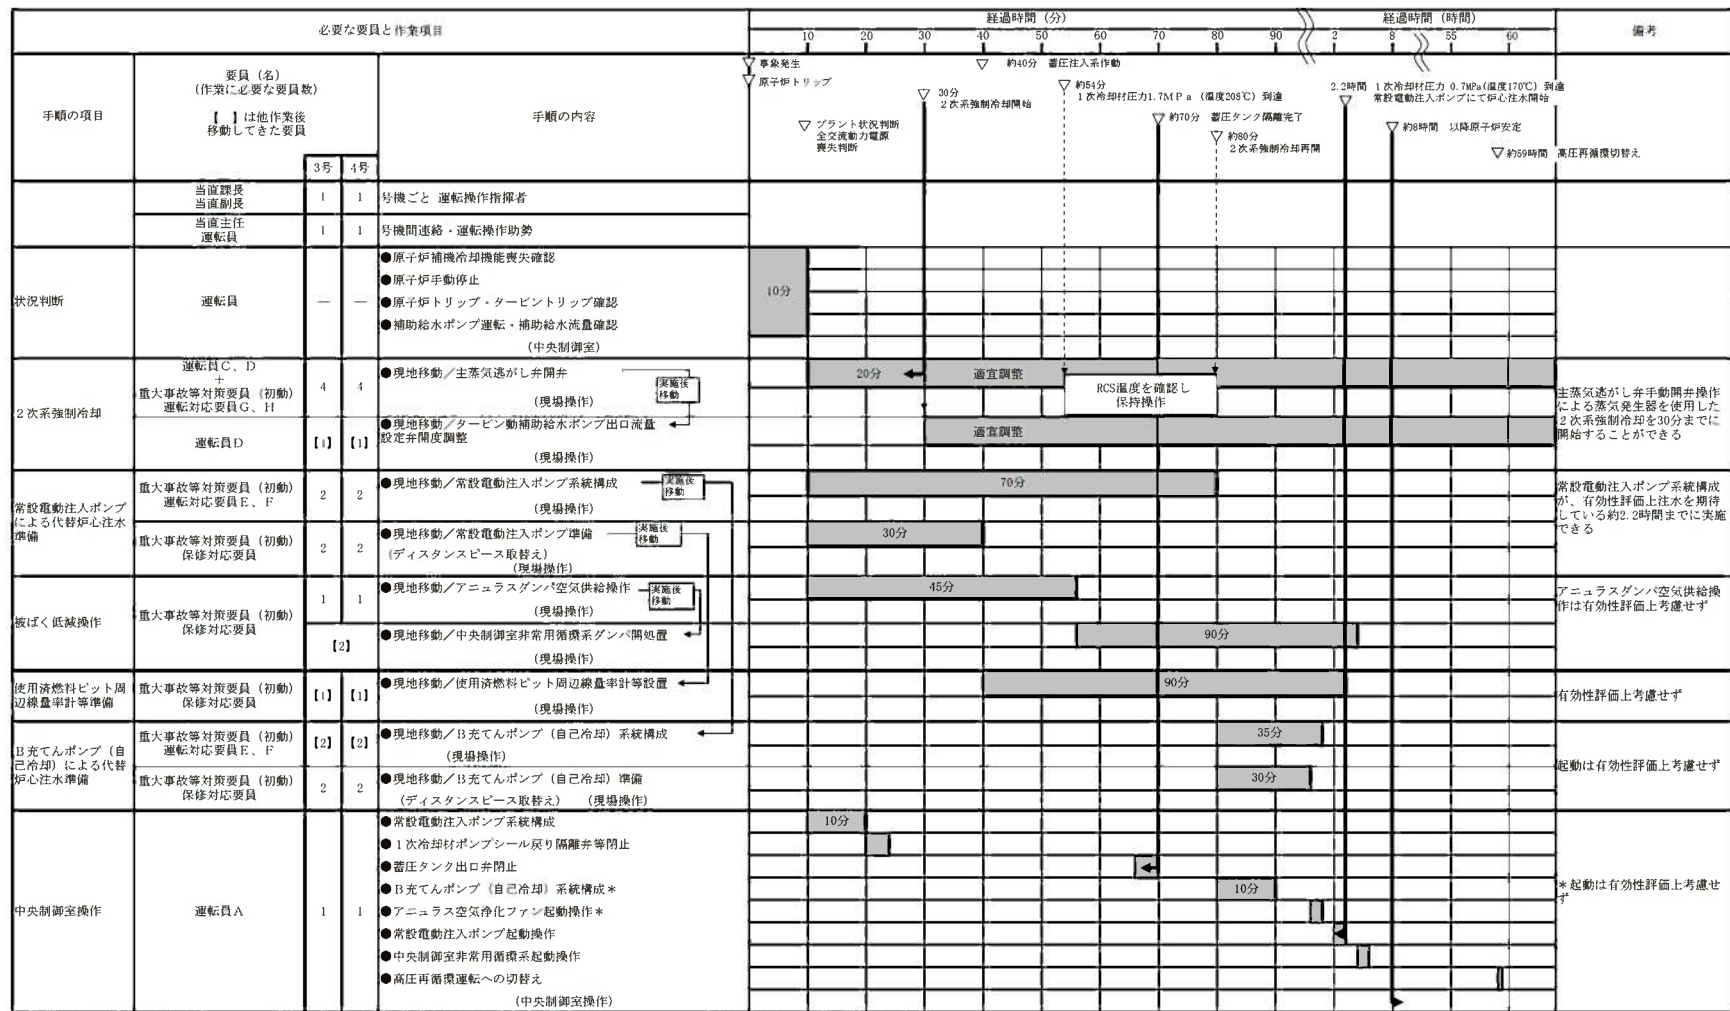 必要な要員と作業項目
経過時間（分）
経過時間（時間）
備考
10 20 30 40 50 60 70 80 90 2 8 55 60
手順の項目
要員（名）
（作業に必要な要員数）
【　】は他作業後
移動してきた要員
3号 4号
手順の内容
▽ 事象発生
▽ 原子炉トリップ
▽ プラント状況判断
全交流動力電源
喪失判断
▽ 30分
２次系強制冷却開始
▽ 約40分 蓄圧注入系作動
▽ 約54分
１次冷却材圧力1.7ＭＰａ（温度208℃）到達
▽ 約70分 蓄圧タンク隔離完了
▽ 約80分
２次系強制冷却再開
2.2時間 １次冷却材圧力 0.7MPa(温度170℃) 到達
▽ 常設電動注入ポンプにて炉心注水開始
▽ 約8時間 以降原子炉安定
▽ 約59時間 高圧再循環切替え
当直課長
当直副長
1 1 号機ごと 運転操作指揮者
当直主任
運転員
1 1 号機間連絡・運転操作助勢
状況判断
運転員
— —
●原子炉補機冷却機能喪失確認
●原子炉手動停止
●原子炉トリップ・タービントリップ確認
●補助給水ポンプ運転・補助給水流量確認
（中央制御室）
10分
２次系強制冷却
運転員Ｃ、Ｄ
＋
重大事故等対策要員（初動）
運転対応要員Ｇ、Ｈ
4 4
●現地移動／主蒸気逃がし弁開弁
（現場操作）
実施後
移動
20分
適宜調整
RCS温度を確認し
保持操作
運転員Ｄ
【1】 【1】
●現地移動／タービン動補助給水ポンプ出口流量
設定弁開度調整
（現場操作）
適宜調整
主蒸気逃がし弁手動開弁操作
による蒸気発生器を使用した
２次系強制冷却を30分までに
開始することができる
常設電動注入ポンプ
による代替炉心注水
準備
重大事故等対策要員（初動）
運転対応要員Ｅ、Ｆ
2 2
●現地移動／常設電動注入ポンプ系統構成
（現場操作）
実施後
移動
70分
重大事故等対策要員（初動）
保修対応要員
2 2
●現地移動／常設電動注入ポンプ準備
（ディスタンスピース取替え）
（現場操作）
実施後
移動
30分
常設電動注入ポンプ系統構成
が、有効性評価上注水を期待
している約2.2時間までに実施
できる
被ばく低減操作
重大事故等対策要員（初動）
保修対応要員
1 1
●現地移動／アニュラスダンパ空気供給操作
（現場操作）
実施後
移動
45分
【2】
●現地移動／中央制御室非常用循環系ダンパ開処置
（現場操作）
90分
アニュラスダンパ空気供給操
作は有効性評価上考慮せず
使用済燃料ピット周
辺線量率計等準備
重大事故等対策要員（初動）
保修対応要員
【1】 【1】
●現地移動／使用済燃料ピット周辺線量率計等設置
（現場操作）
90分
有効性評価上考慮せず
Ｂ充てんポンプ（自
己冷却）による代替
炉心注水準備
重大事故等対策要員（初動）
運転対応要員Ｅ、Ｆ
【2】 【2】
●現地移動／Ｂ充てんポンプ（自己冷却）系統構成
（現場操作）
35分
重大事故等対策要員（初動）
保修対応要員
2 2
●現地移動／Ｂ充てんポンプ（自己冷却）準備
（ディスタンスピース取替え）　（現場操作）
30分
起動は有効性評価上考慮せず
中央制御室操作
運転員Ａ
1 1
●常設電動注入ポンプ系統構成
10分
●１次冷却材ポンプシール戻り隔離弁等閉止
●蓄圧タンク出口弁閉止
●Ｂ充てんポンプ（自己冷却）系統構成＊
10分
●アニュラス空気浄化ファン起動操作＊
●常設電動注入ポンプ起動操作
●中央制御室非常用循環系起動操作
●高圧再循環運転への切替え
（中央制御室操作）
＊起動は有効性評価上考慮せ
ず